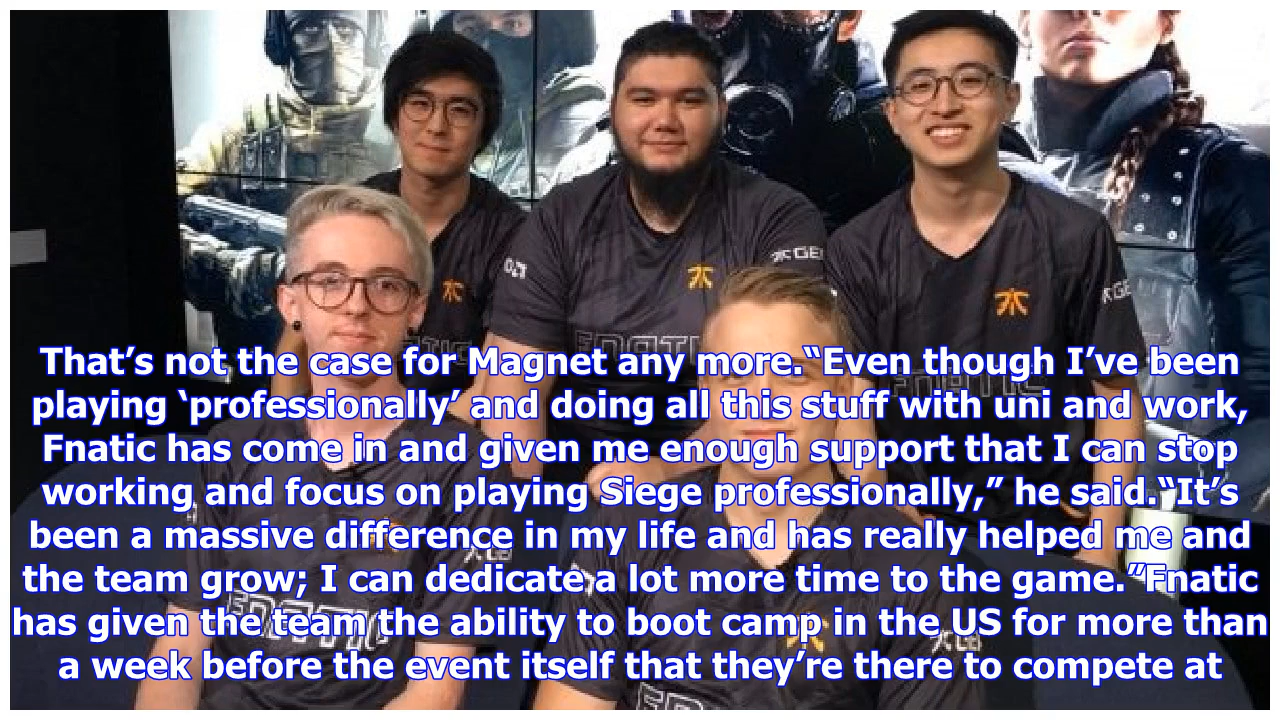 That’s not the case for Magnet any more.“Even though I’ve been
playing ‘professionally’ and doing all this stuff with uni and work,
Fnatic has come in and given me enough support that I can stop
working and focus on playing Siege professionally,” he said.“It’s
been a massive difference in my life and has really helped me and
the team grow; I can dedicate a lot more time to the game.”Fnatic
has given the team the ability to boot camp in the US for more than
a week before the event itself that they’re there to compete at
FNATIC
FNATIC
FNATIC